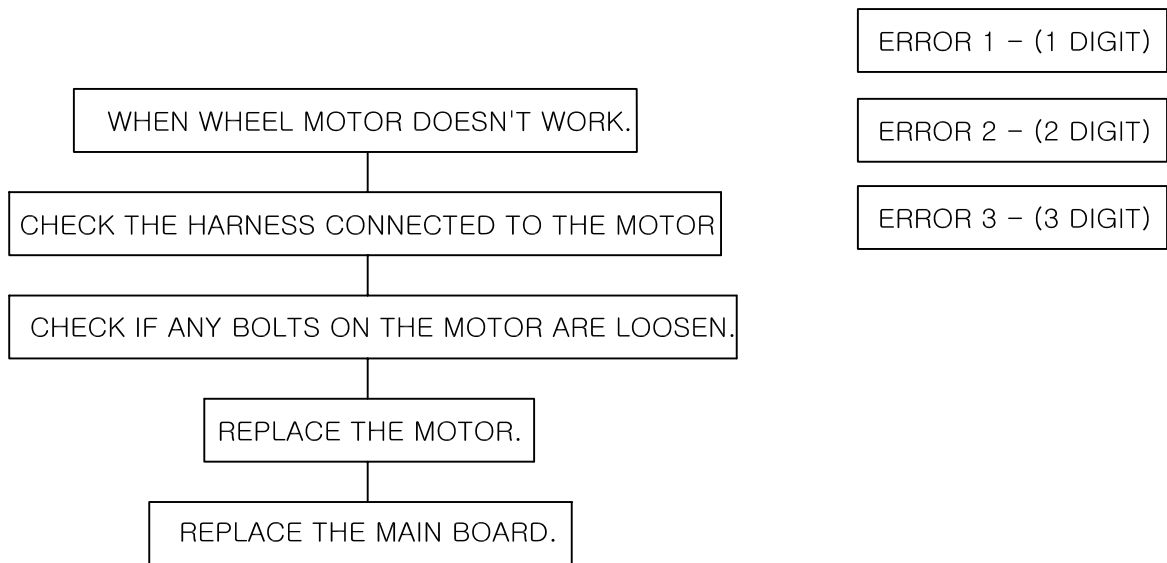 WHEN WHEEL MOTOR DOESN'T WORK.
CHECK THE HARNESS CONNECTED TO THE MOTOR
CHECK IF ANY BOLTS ON THE MOTOR ARE LOOSEN.
REPLACE THE MOTOR.
REPLACE THE MAIN BOARD.
ERROR 1 – (1 DIGIT)
ERROR 2 – (2 DIGIT)
ERROR 3 – (3 DIGIT)